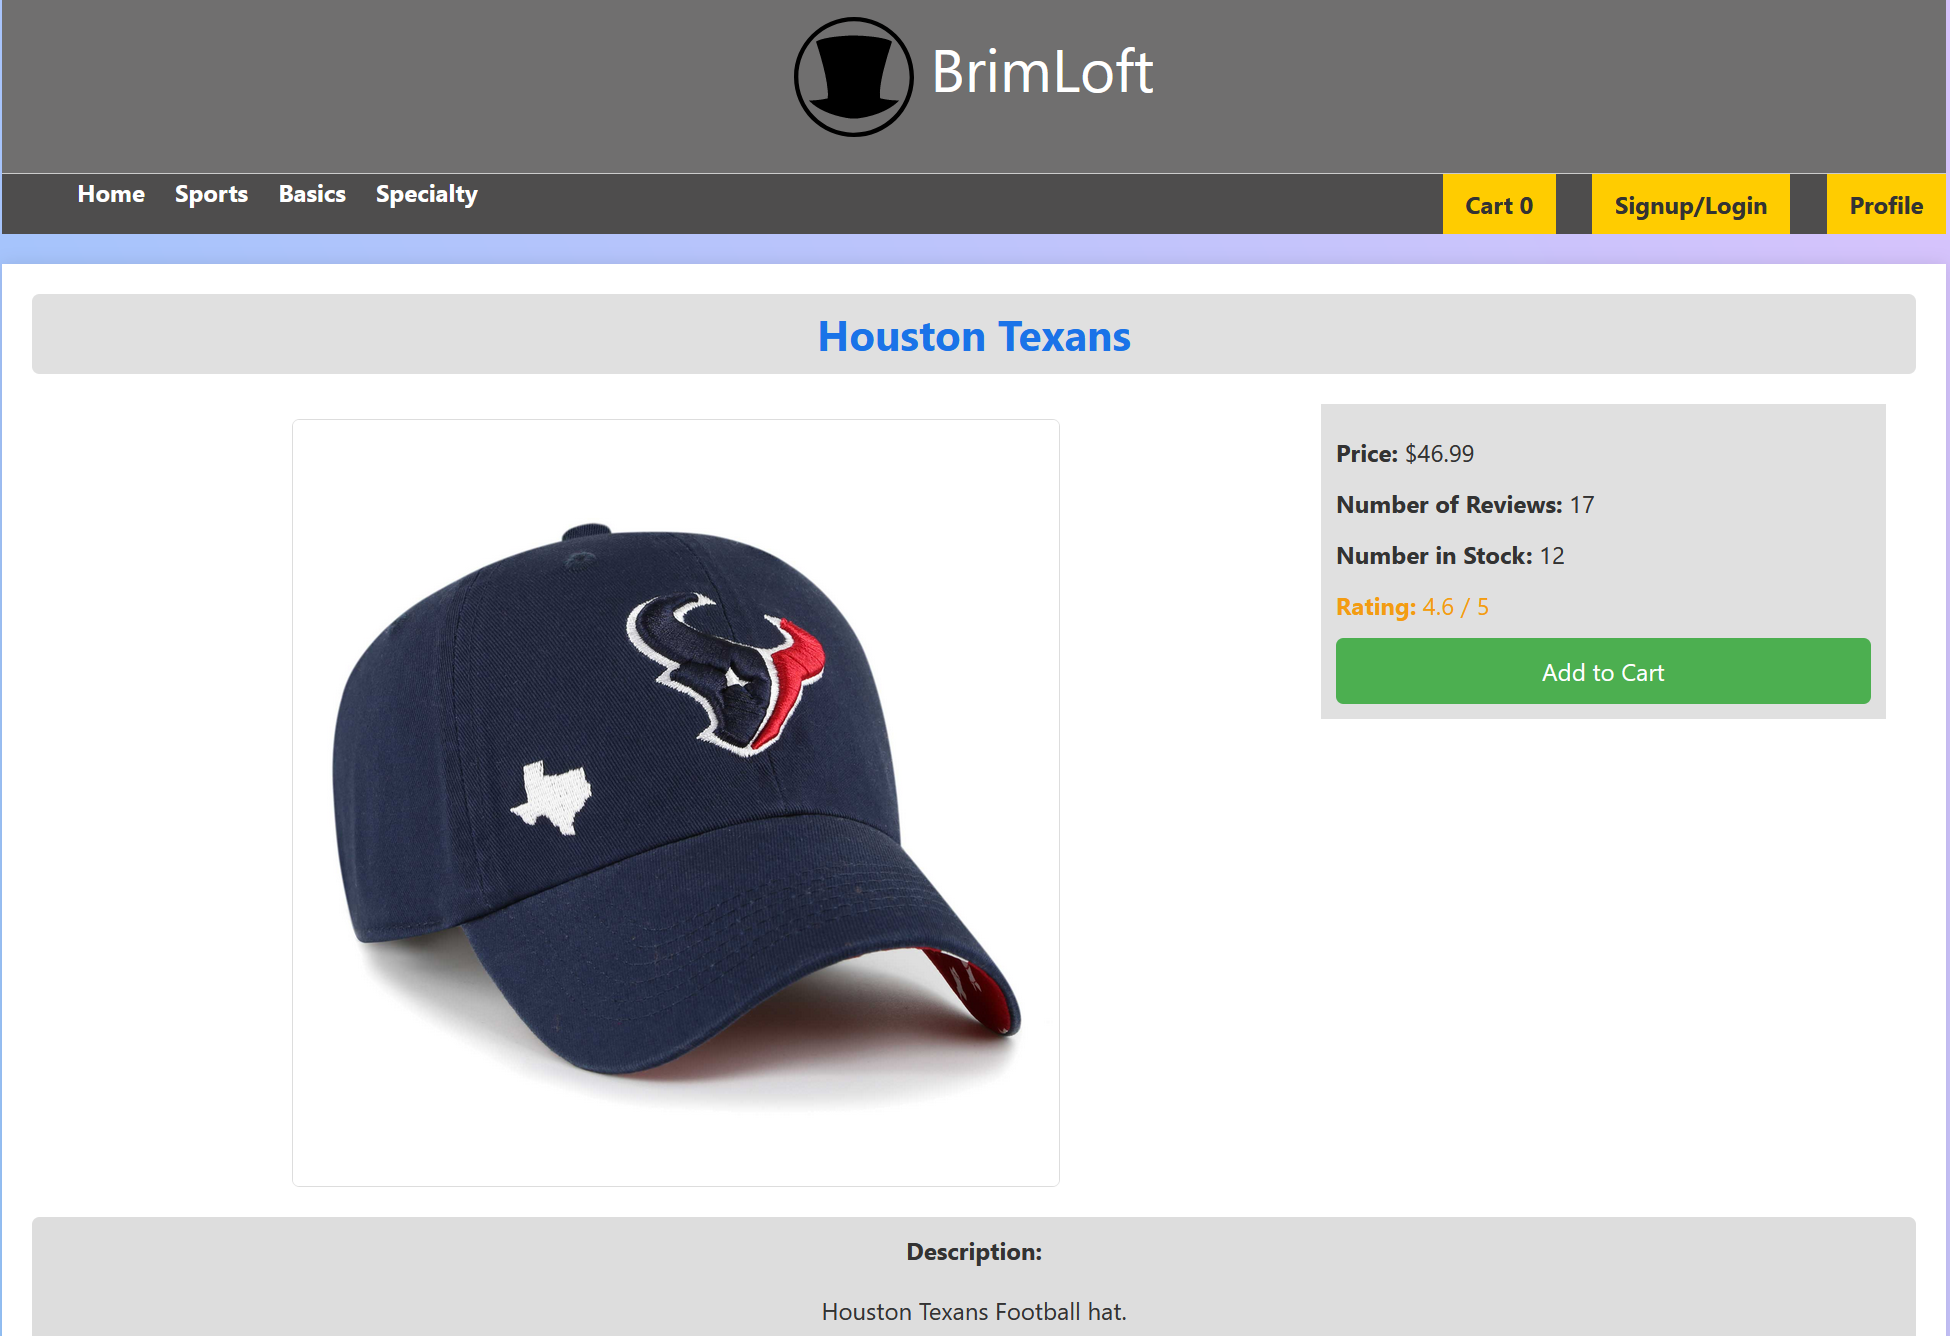 BrimLoft
Home Sports Basics Specialty Cart 0 Signup/Login Profile
Houston Texans
Price: $46.99
Number of Reviews: 17
Number in Stock: 12
Rating: 4.6 / 5
Add to Cart
Description:
Houston Texans Football hat.